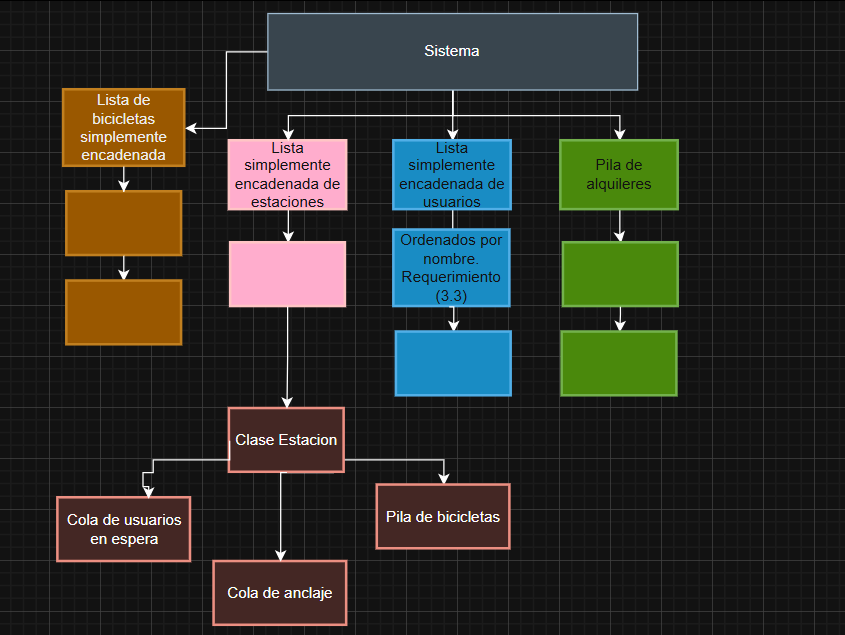 Sistema
Lista de
bicicletas
simplemente
encadenada
Lista
simplemente
encadenada de
estaciones
Lista
simplemente
encadenada de
usuarios
Pila de
alquileres
Ordenados por
nombre.
Requerimiento
(3.3)
Clase Estacion
Cola de usuarios
en espera
Pila de bicicletas
Cola de anclaje